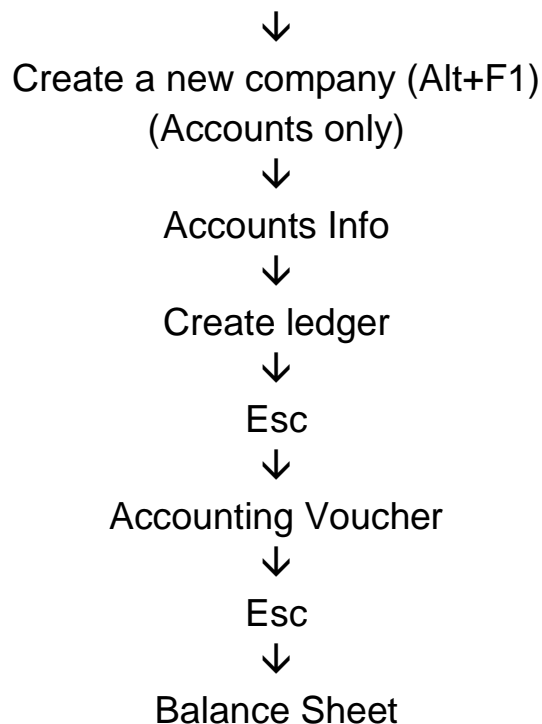 ↓
Create a new company (Alt+F1)
(Accounts only)
↓
Accounts Info
↓
Create ledger
↓
Esc
↓
Accounting Voucher
↓
Esc
↓
Balance Sheet